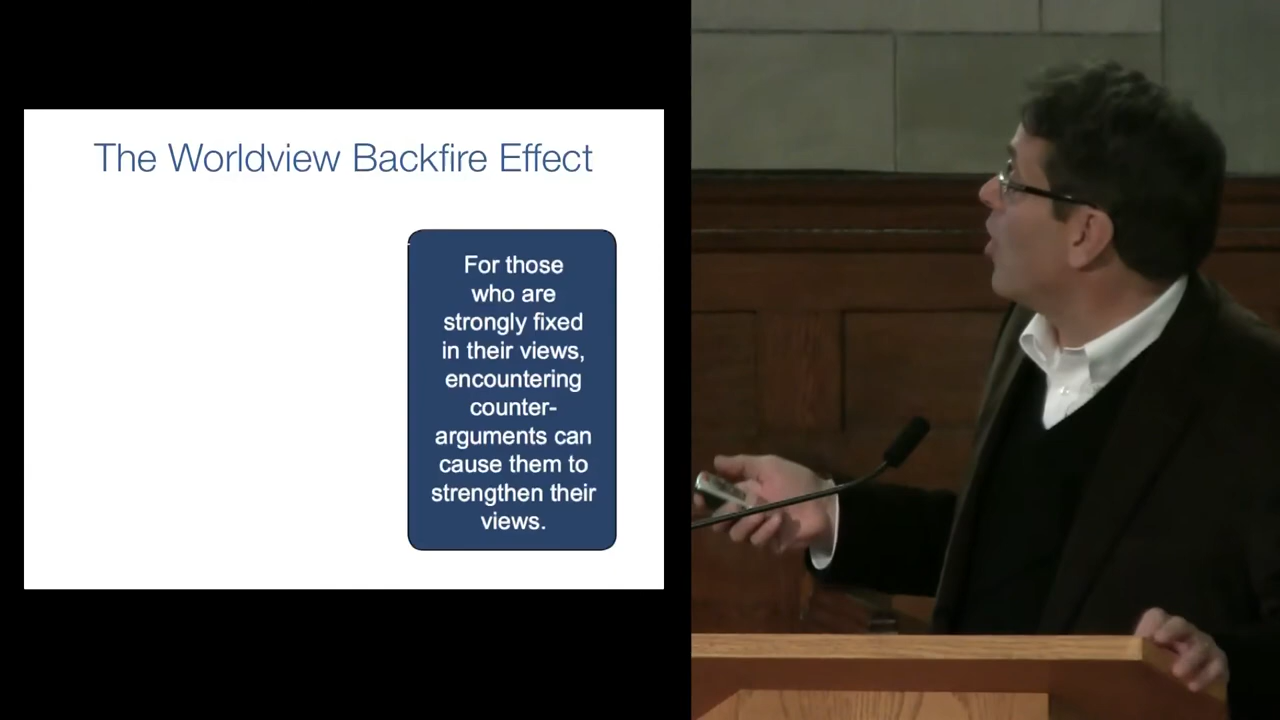 The Worldview Backfire Effect
For those
who are
strongly fixed
in their views,
encountering
counter-
arguments can
cause them to
strengthen their
views.